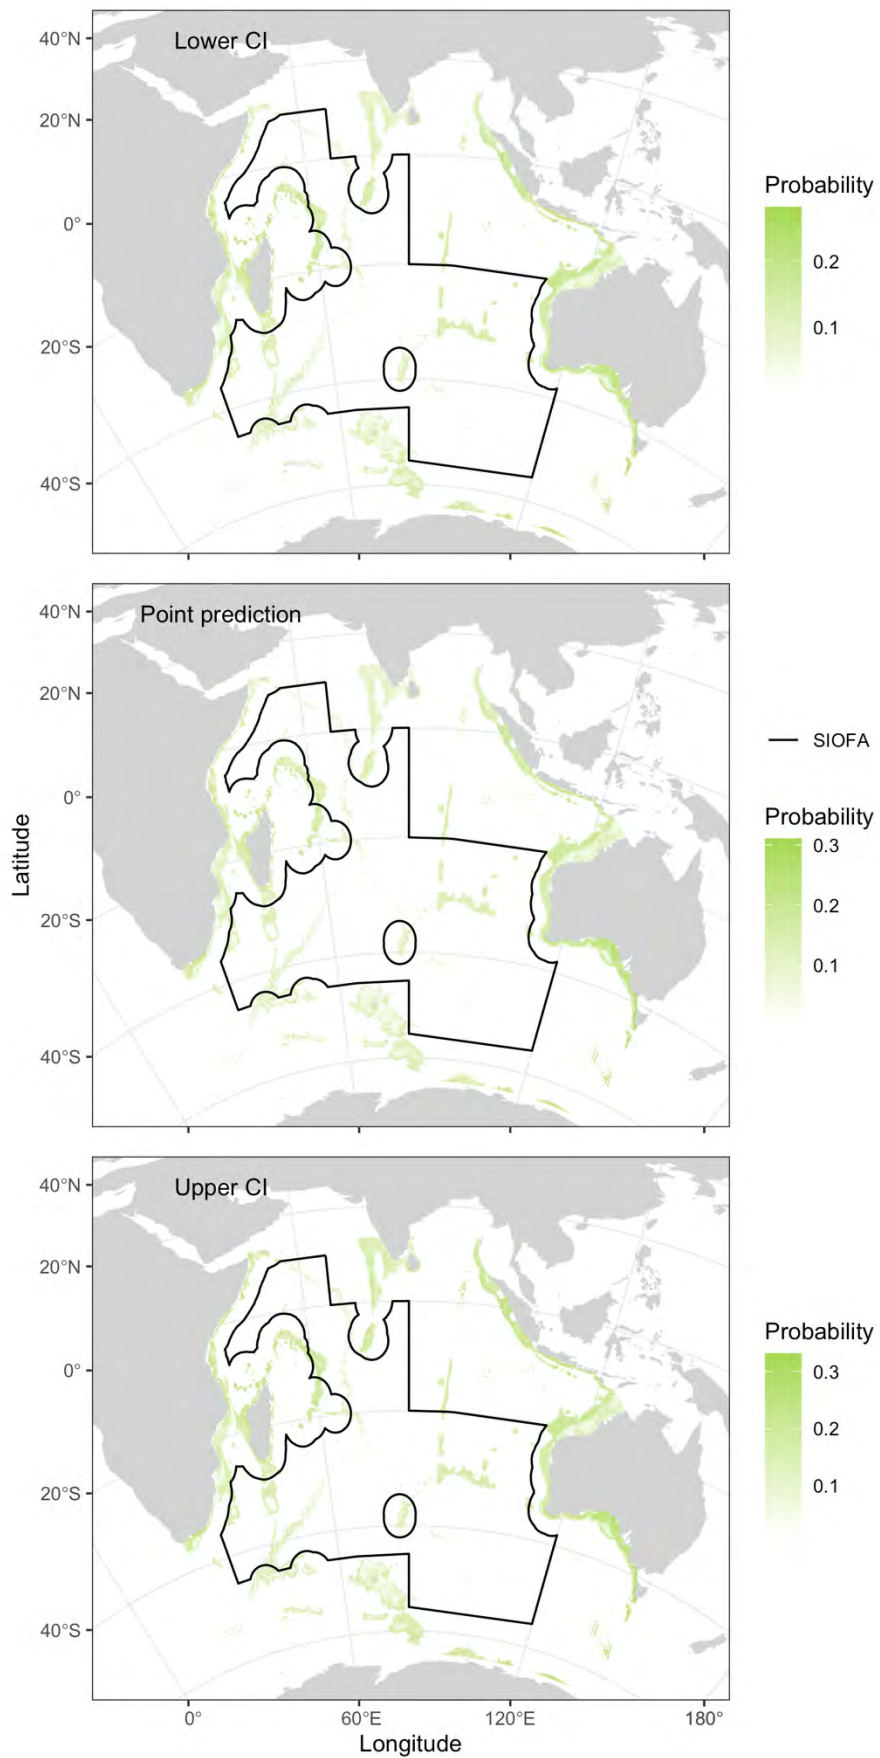 Lower CI
40°N
20°N
0°
20°S
40°S
Probability
0.2
0.1
Point prediction
40°N
20°N
0°
20°S
40°S
Latitude
SIOFA
Probability
0.3
0.2
0.1
Upper CI
40°N
20°N
0°
20°S
40°S
Probability
0.3
0.2
0.1
0°
60°E
120°E
180°
Longitude